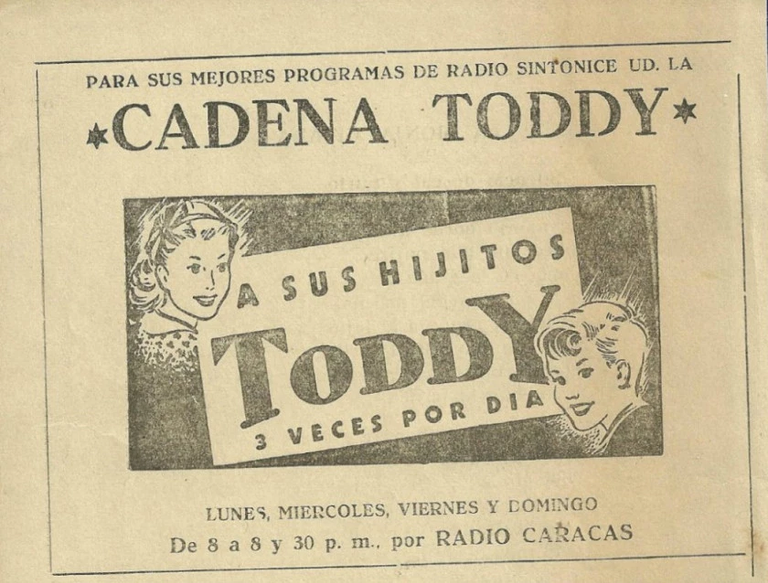 PARA SUS MEJORES PROGRAMAS DE RADIO SINTONICE UD. LA
*CADENA TODDY*
A SUS HIJITOS
TODDY
3 VECES POR DIA
LUNES, MIERCOLES, VIERNES Y DOMINGO
De 8 a 8 y 30 p. m., por RADIO CARACAS